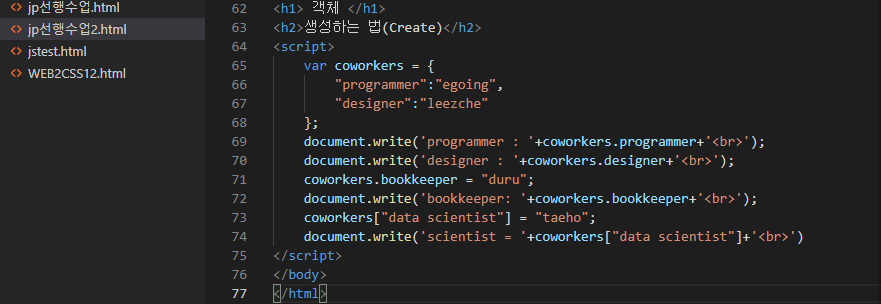 jp선행수업.html
jp선행수업2.html
jstest.html
WEB2CSS12.html
62 <h1> 객체 </h1>
63 <h2>생성하는 법(Create)</h2>
64 <script>
65     var coworkers = {
66         "programmer":"egoing",
67         "designer":"leezche"
68     };
69     document.write('programmer : '+coworkers.programmer+'<br>');
70     document.write('designer : '+coworkers.designer+'<br>');
71     coworkers.bookkeeper = "duru";
72     document.write('bookkeeper: '+coworkers.bookkeeper+'<br>');
73     coworkers["data scientist"] = "taeho";
74     document.write('scientist = '+coworkers["data scientist"]+'<br>')
75 </script>
76 </body>
77 </html>